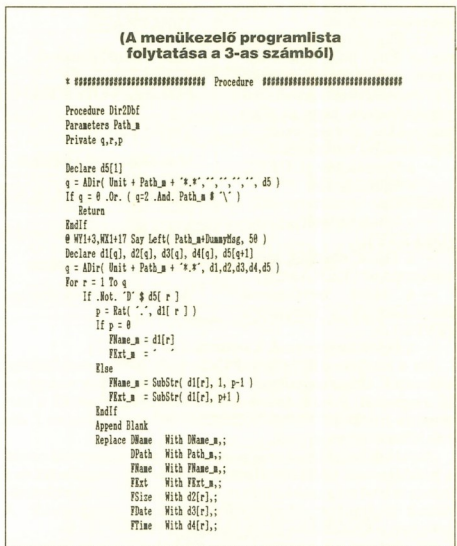 (A menükezelő programlista
folytatása a 3-as számból)
* ############################## Procedure ################################
Procedure Dir2Dbf
Parameters Path_m
Private q,r,p
Declare d5[1]
q = ADir( Unit + Path_m + ´*.*´,´´,´´,´´,´´, d5 )
If q = 0 .Or. ( q=2 .And. Path_m $ ´\´ )
   Return
EndIf
@ WY1+3,WX1+17 Say Left( Path_m+DummyMsg, 50 )
Declare d1[q], d2[q], d3[q], d4[q], d5[q+1]
q = ADir( Unit + Path_m + ´*.*´, d1,d2,d3,d4,d5 )
For r = 1 To q
   If .Not. ´D´ $ d5[ r ]
      p = Rat( ´.´, d1[ r ] )
      If p = 0
         FName_m = d1[r]
         FExt_m  = ´   ´
      Else
         FName_m = SubStr( d1[r], 1, p-1 )
         FExt_m  = SubStr( d1[r], p+1 )
      EndIf
      Append Blank
      Replace DName   With DName_m,;
              DPath   With Path_m,;
              FName   With FName_m,;
              FExt    With FExt_m,;
              FSize   With d2[r],;
              FDate   With d3[r],;
              FTime   With d4[r],;